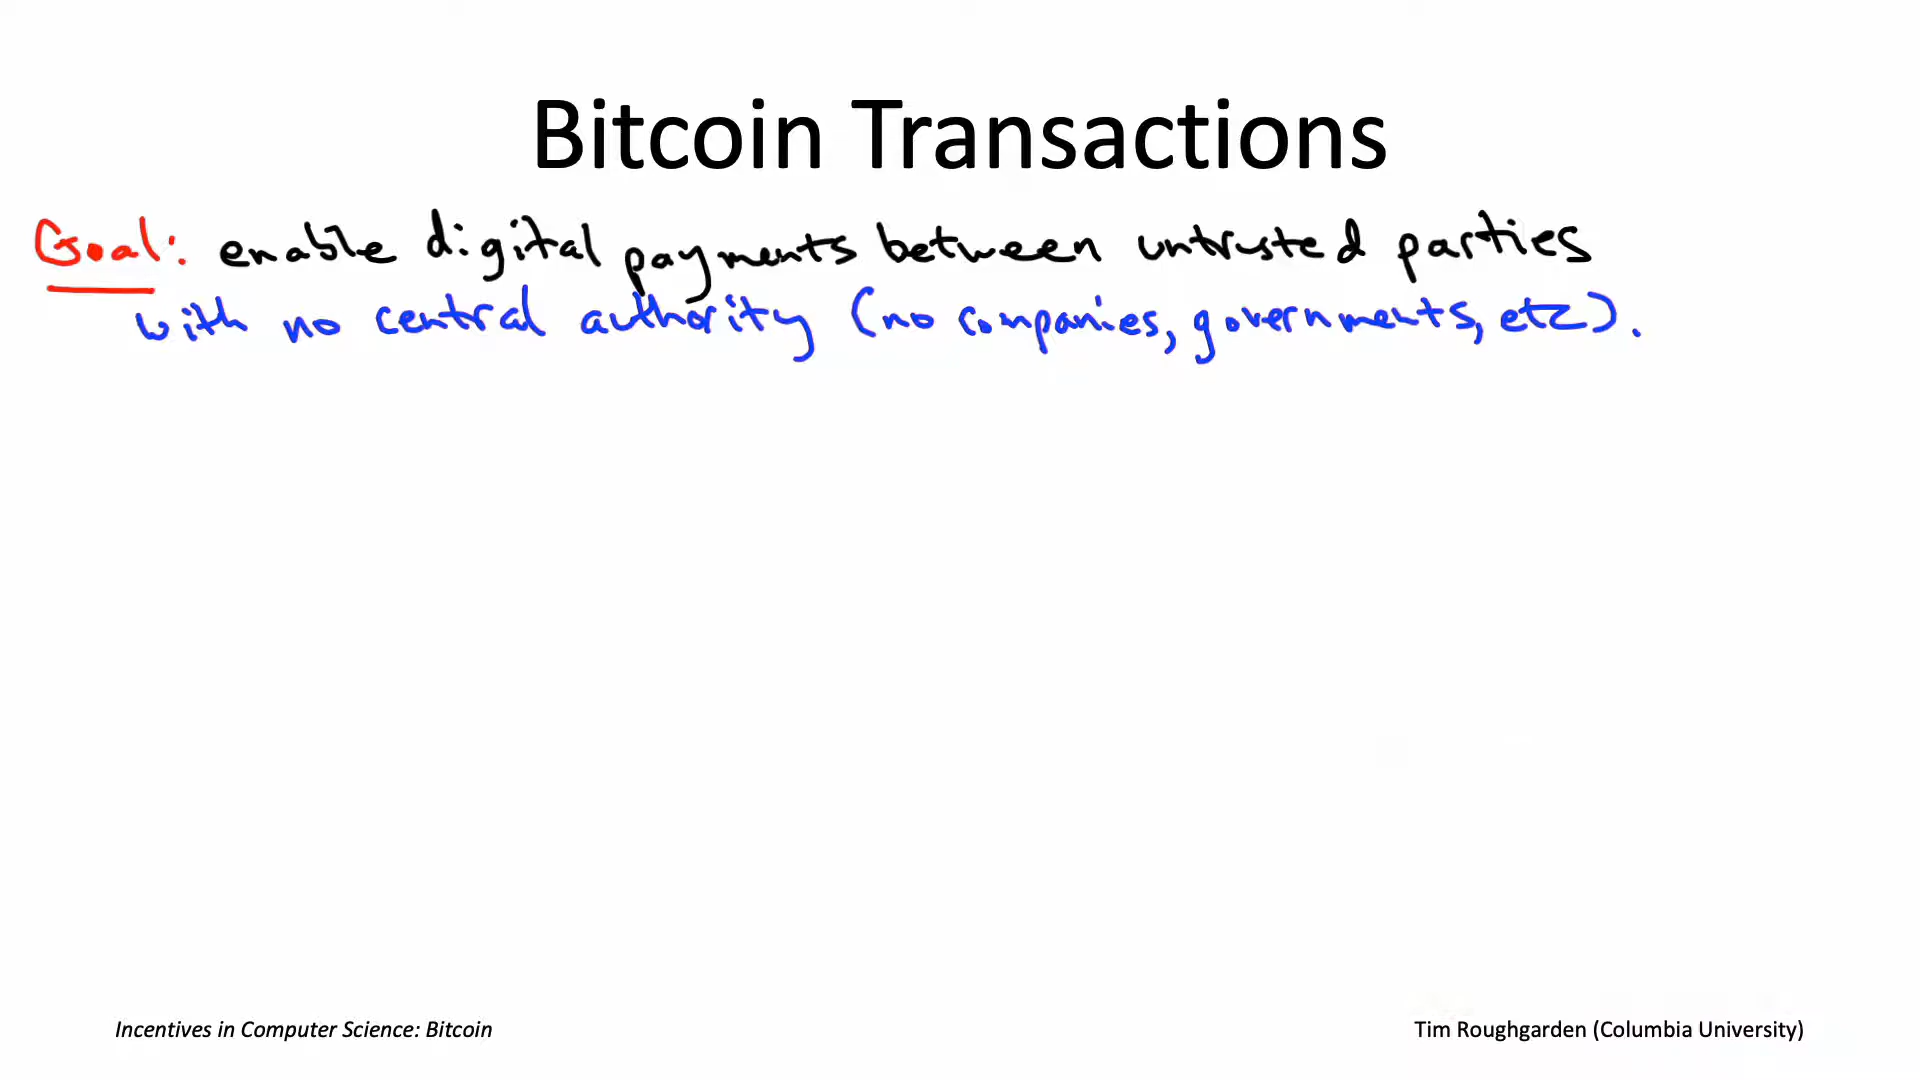 Bitcoin Transactions
Goal: enable digital payments between untrusted parties
with no central authority (no companies, governments, etc).
Incentives in Computer Science: Bitcoin
Tim Roughgarden (Columbia University)